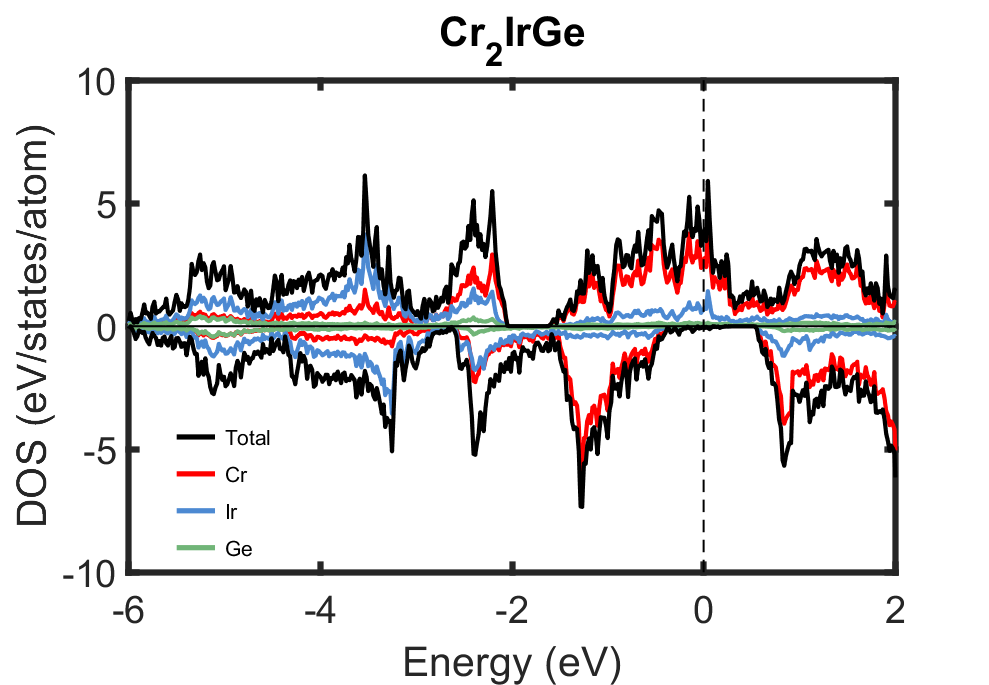 Cr2IrGe
10
5
0
-5
-10
DOS (eV/states/atom)
Total
Cr
Ir
Ge
-6 -4 -2 0 2
Energy (eV)